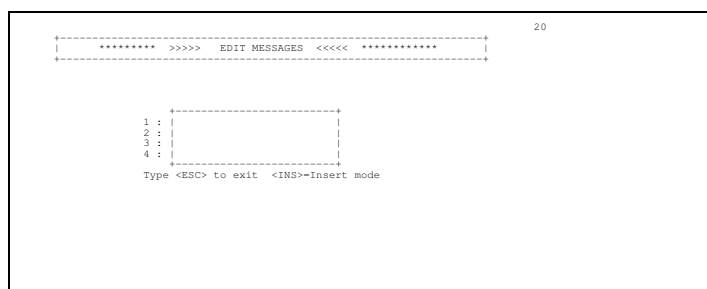 20
+-------------------------------------------------------------------+
| ********* >>>>> EDIT MESSAGES <<<<< ************ |
+-------------------------------------------------------------------+
+-------------------------+
1 : | |
2 : | |
3 : | |
4 : | |
+-------------------------+
Type <ESC> to exit <INS>=Insert mode